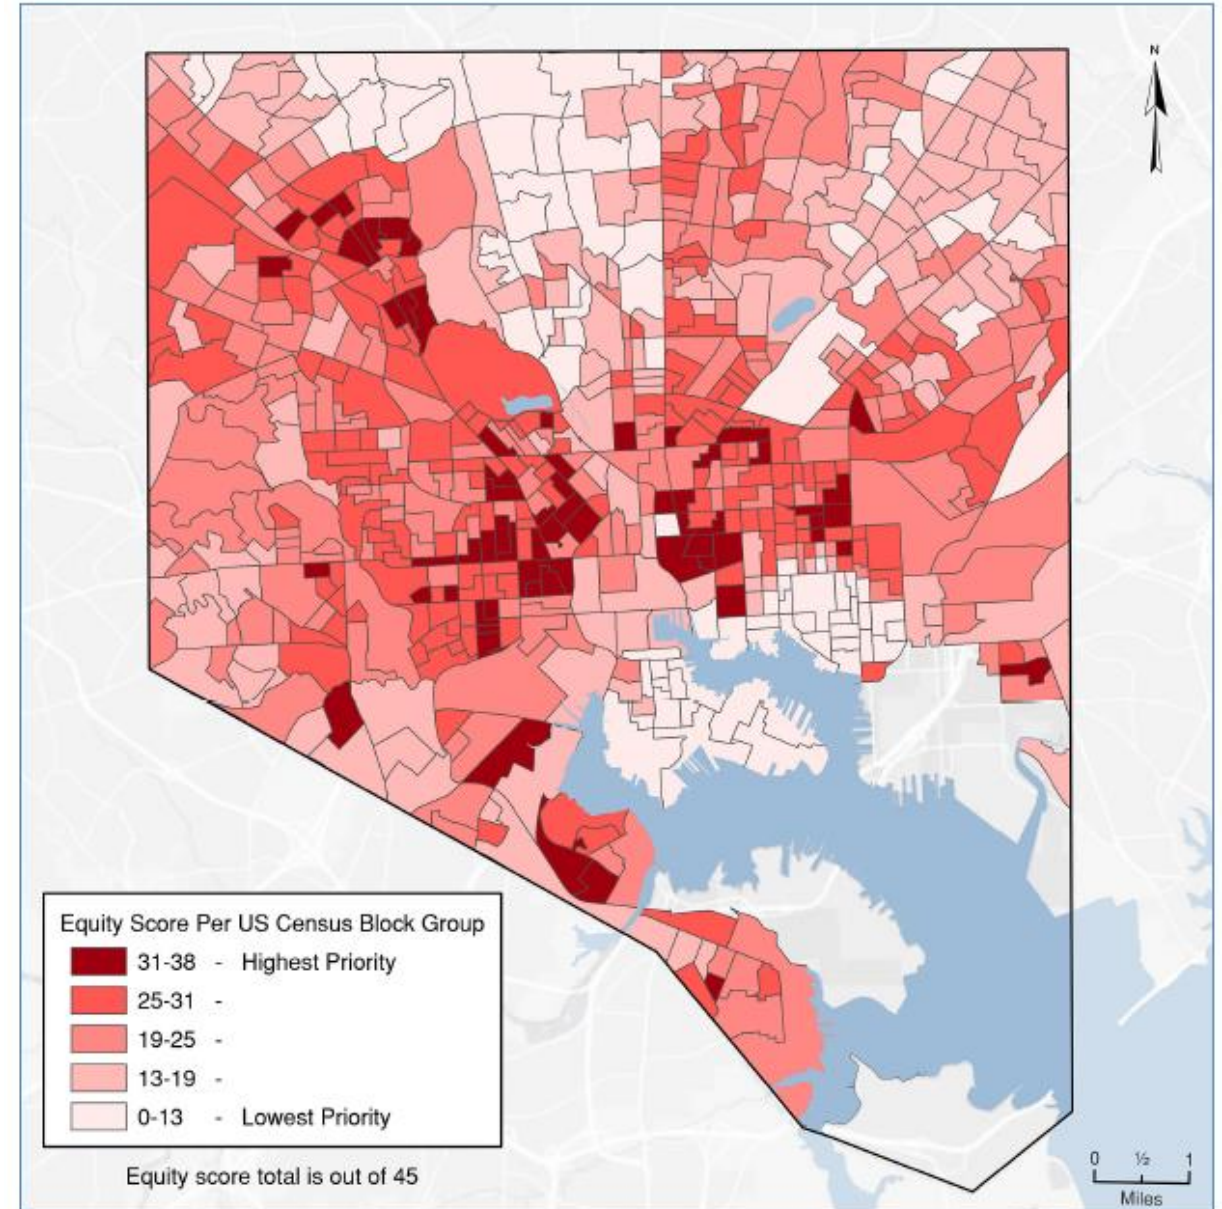 N
Equity Score Per US Census Block Group
31-38 - Highest Priority
25-31 -
19-25 -
13-19 -
0-13 - Lowest Priority
Equity score total is out of 45
0 ½ 1
Miles